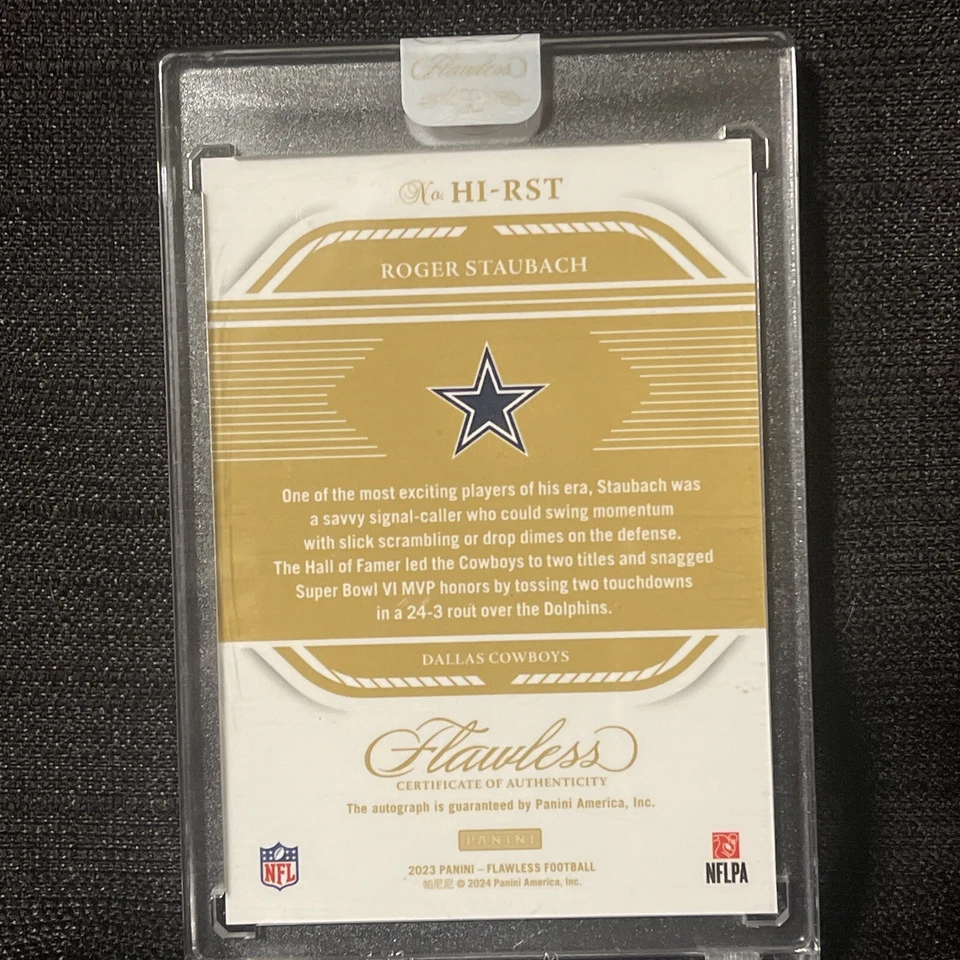 Flawless
No. HI-RST
ROGER STAUBACH
One of the most exciting players of his era, Staubach was
a savvy signal-caller who could swing momentum
with slick scrambling or drop dimes on the defense.
The Hall of Famer led the Cowboys to two titles and snagged
Super Bowl VI MVP honors by tossing two touchdowns
in a 24-3 rout over the Dolphins.
DALLAS COWBOYS
Flawless
CERTIFICATE OF AUTHENTICITY
The autograph is guaranteed by Panini America, Inc.
PANINI
2023 PANINI – FLAWLESS FOOTBALL
帕尼尼 © 2024 Panini America, Inc.
NFL
NFLPA